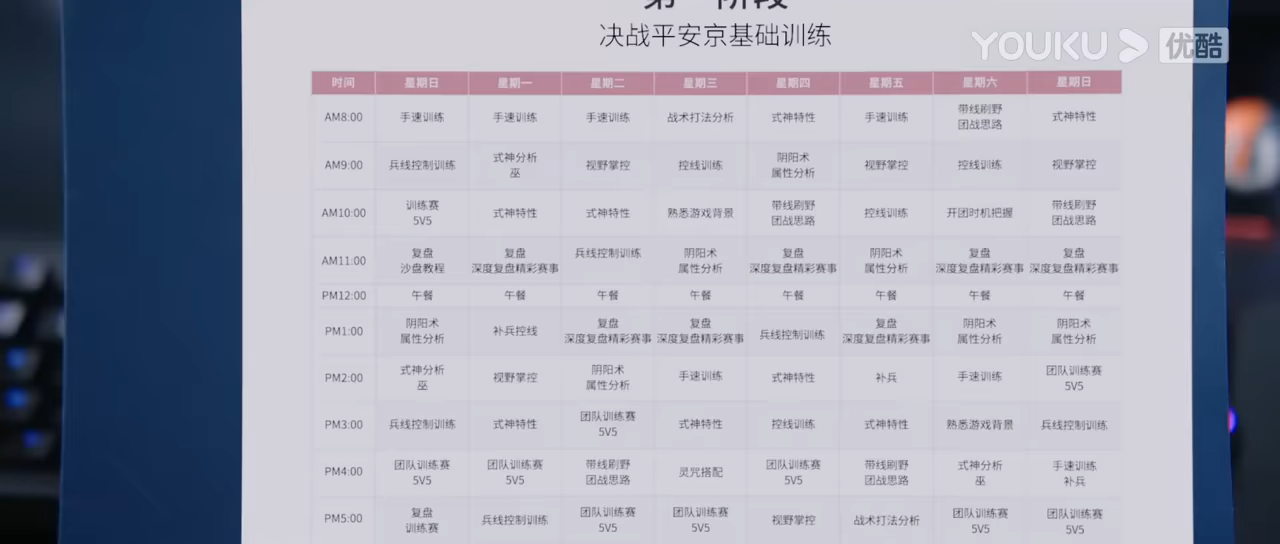 第一阶段
决战平安京基础训练
YOUKU 优酷
时间 星期日 星期一 星期二 星期三 星期四 星期五 星期六 星期日
AM8:00 手速训练 手速训练 手速训练 战术打法分析 式神特性 手速训练 带线刷野 团战思路 式神特性
AM9:00 兵线控制训练 式神分析 巫 视野掌控 控线训练 阴阳术 属性分析 视野掌控 控线训练 视野掌控
AM10:00 训练赛 5V5 式神特性 式神特性 熟悉游戏背景 带线刷野 团战思路 控线训练 开团时机把握 带线刷野 团战思路
AM11:00 复盘 沙盘教程 复盘 深度复盘精彩赛事 兵线控制训练 阴阳术 属性分析 复盘 深度复盘精彩赛事 阴阳术 属性分析 复盘 深度复盘精彩赛事 复盘 深度复盘精彩赛事
PM12:00 午餐 午餐 午餐 午餐 午餐 午餐 午餐 午餐
PM1:00 阴阳术 属性分析 补兵控线 复盘 深度复盘精彩赛事 复盘 深度复盘精彩赛事 兵线控制训练 复盘 深度复盘精彩赛事 阴阳术 属性分析 阴阳术 属性分析
PM2:00 式神分析 巫 视野掌控 阴阳术 属性分析 手速训练 式神特性 补兵 手速训练 团队训练赛 5V5
PM3:00 兵线控制训练 式神特性 团队训练赛 5V5 式神特性 控线训练 式神特性 熟悉游戏背景 兵线控制训练
PM4:00 团队训练赛 5V5 团队训练赛 5V5 带线刷野 团战思路 灵咒搭配 团队训练赛 5V5 带线刷野 团战思路 式神分析 巫 手速训练 补兵
PM5:00 复盘 训练赛 兵线控制训练 团队训练赛 5V5 团队训练赛 5V5 视野掌控 战术打法分析 团队训练赛 5V5 团队训练赛 5V5